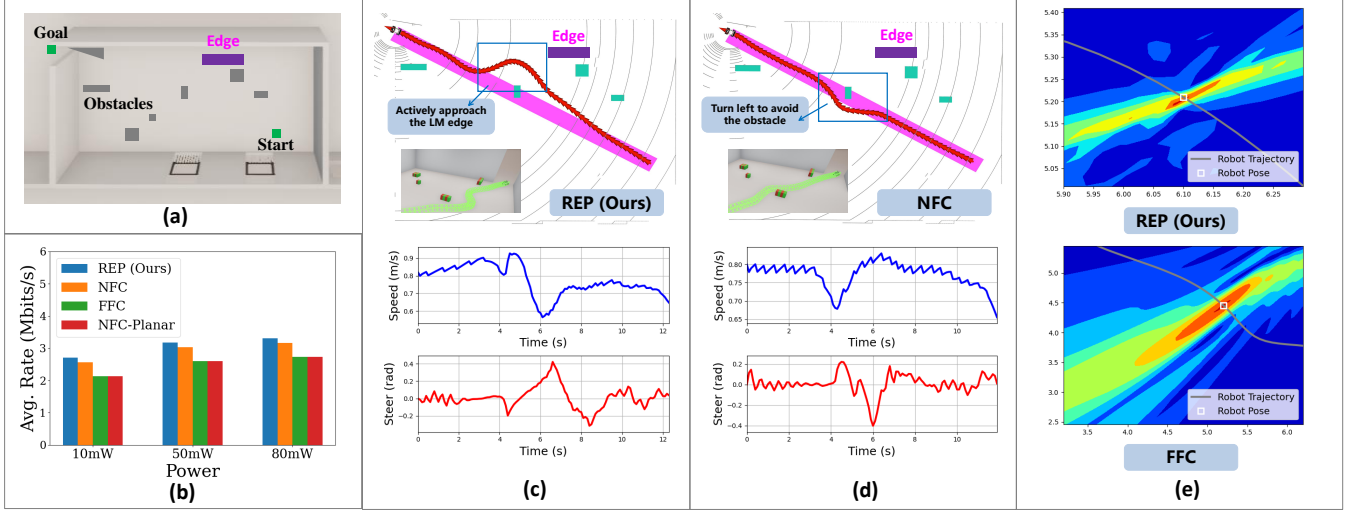 Goal
Edge
Obstacles
Start
(a)
Avg. Rate (Mbits/s)
6
5
4
3
2
1
0
REP (Ours)
NFC
FFC
NFC-Planar
10mW
50mW
80mW
Power
(b)
Edge
Actively approach
the LM edge
REP (Ours)
Speed (m/s)
0.9
0.8
0.7
0.6
0
2
4
6
8
10
12
Time (s)
Steer (rad)
0.4
0.2
0.0
−0.2
0
2
4
6
8
10
12
Time (s)
(c)
Edge
Turn left to avoid
the obstacle
NFC
Speed (m/s)
0.80
0.75
0.70
0.65
0
2
4
6
8
10
Time (s)
Steer (rad)
0.2
0.0
−0.2
−0.4
0
2
4
6
8
10
Time (s)
(d)
5.40
5.35
5.30
5.25
5.20
5.15
5.10
5.05
Robot Trajectory
Robot Pose
5.90
5.95
6.00
6.05
6.10
6.15
6.20
6.25
REP (Ours)
5.0
4.5
4.0
3.5
3.0
2.5
Robot Trajectory
Robot Pose
3.5
4.0
4.5
5.0
5.5
6.0
FFC
(e)